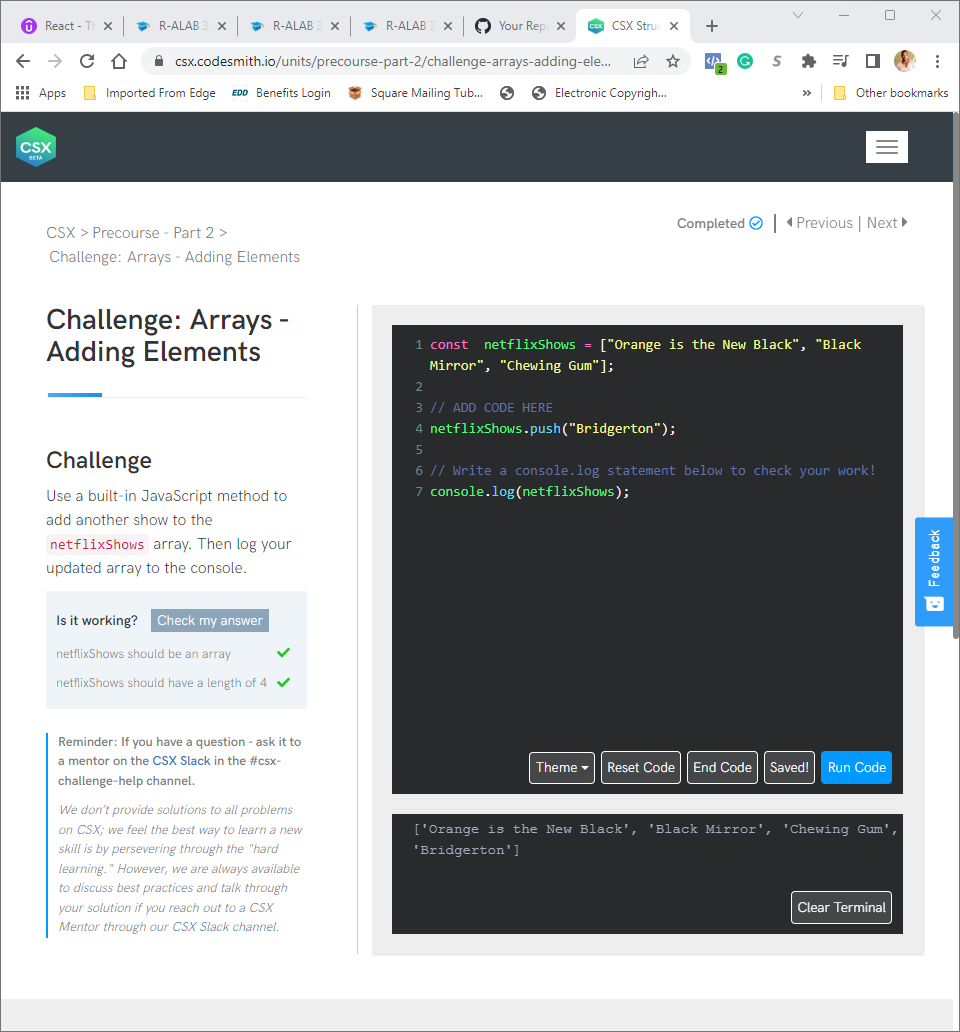 React - Th
R-ALAB 3
R-ALAB 3
R-ALAB 3
Your Rep
CSX Struc
csx.codesmith.io/units/precourse-part-2/challenge-arrays-adding-ele...
2
Apps
Imported From Edge
EDD Benefits Login
Square Mailing Tub...
Electronic Copyrigh...
Other bookmarks
CSX
BETA
Completed
Previous | Next
CSX > Precourse - Part 2 >
Challenge: Arrays - Adding Elements
Challenge: Arrays -
Adding Elements
Challenge
Use a built-in JavaScript method to
add another show to the
netflixShows array. Then log your
updated array to the console.
Is it working? Check my answer
netflixShows should be an array
netflixShows should have a length of 4
Reminder: If you have a question - ask it to
a mentor on the CSX Slack in the #csx-
challenge-help channel.
We don't provide solutions to all problems
on CSX; we feel the best way to learn a new
skill is by persevering through the "hard
learning." However, we are always available
to discuss best practices and talk through
your solution if you reach out to a CSX
Mentor through our CSX Slack channel.
1 const  netflixShows = ["Orange is the New Black", "Black
Mirror", "Chewing Gum"];
2
3 // ADD CODE HERE
4 netflixShows.push("Bridgerton");
5
6 // Write a console.log statement below to check your work!
7 console.log(netflixShows);
Theme Reset Code End Code Saved! Run Code
['Orange is the New Black', 'Black Mirror', 'Chewing Gum',
'Bridgerton']
Clear Terminal
Feedback